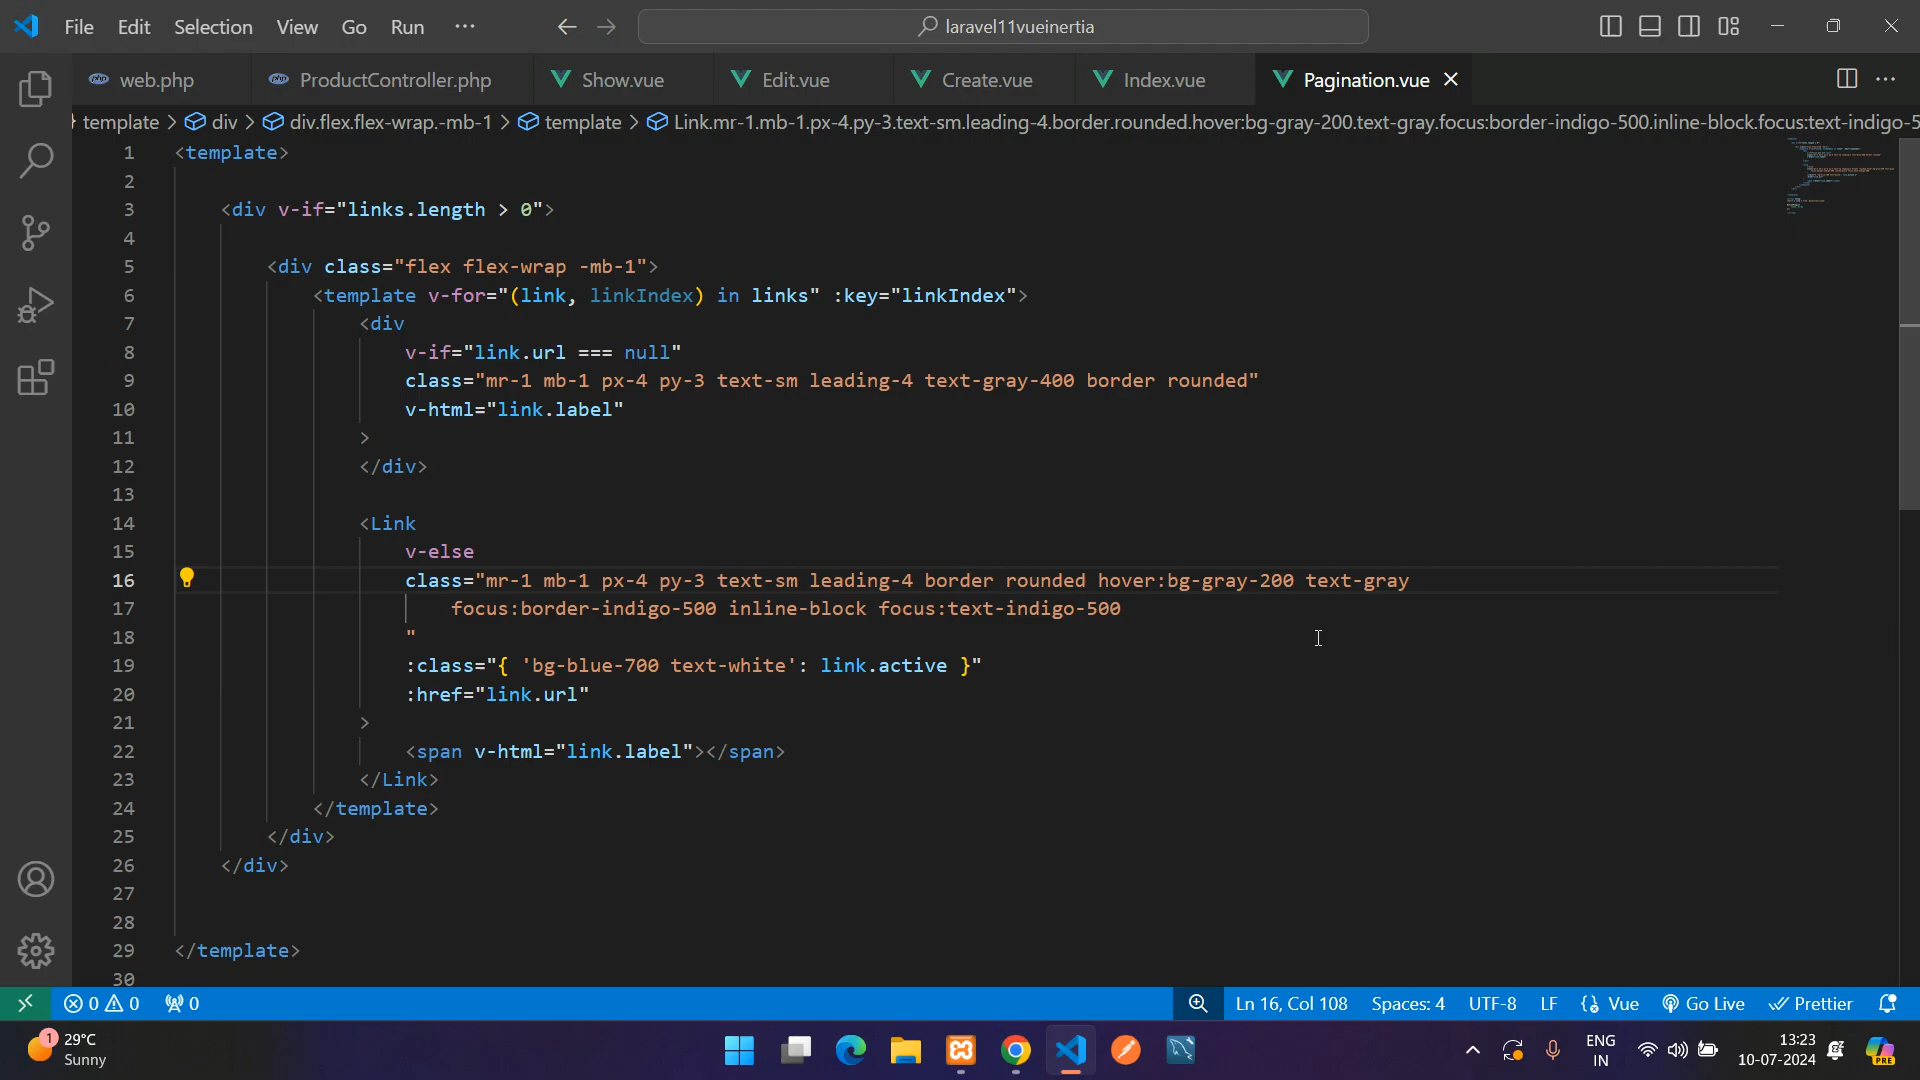 File Edit Selection View Go Run ··· laravel11vueinertia
web.php ProductController.php Show.vue Edit.vue Create.vue Index.vue Pagination.vue
template > div > div.flex.flex-wrap.-mb-1 > template > Link.mr-1.mb-1.px-4.py-3.text-sm.leading-4.border.rounded.hover:bg-gray-200.text-gray.focus:border-indigo-500.inline-block.focus:text-indigo-5
1 <template>
2
3 <div v-if="links.length > 0">
4
5 <div class="flex flex-wrap -mb-1">
6 <template v-for="(link, linkIndex) in links" :key="linkIndex">
7 <div
8 v-if="link.url === null"
9 class="mr-1 mb-1 px-4 py-3 text-sm leading-4 text-gray-400 border rounded"
10 v-html="link.label"
11 >
12 </div>
13
14 <Link
15 v-else
16 class="mr-1 mb-1 px-4 py-3 text-sm leading-4 border rounded hover:bg-gray-200 text-gray
17 focus:border-indigo-500 inline-block focus:text-indigo-500
18 "
19 :class="{ 'bg-blue-700 text-white': link.active }"
20 :href="link.url"
21 >
22 <span v-html="link.label"></span>
23 </Link>
24 </template>
25 </div>
26 </div>
27
28
29 </template>
30
0 0 0 Ln 16, Col 108 Spaces: 4 UTF-8 LF Vue Go Live Prettier
1 29°C
Sunny
ENG
IN
13:23
10-07-2024
PRE